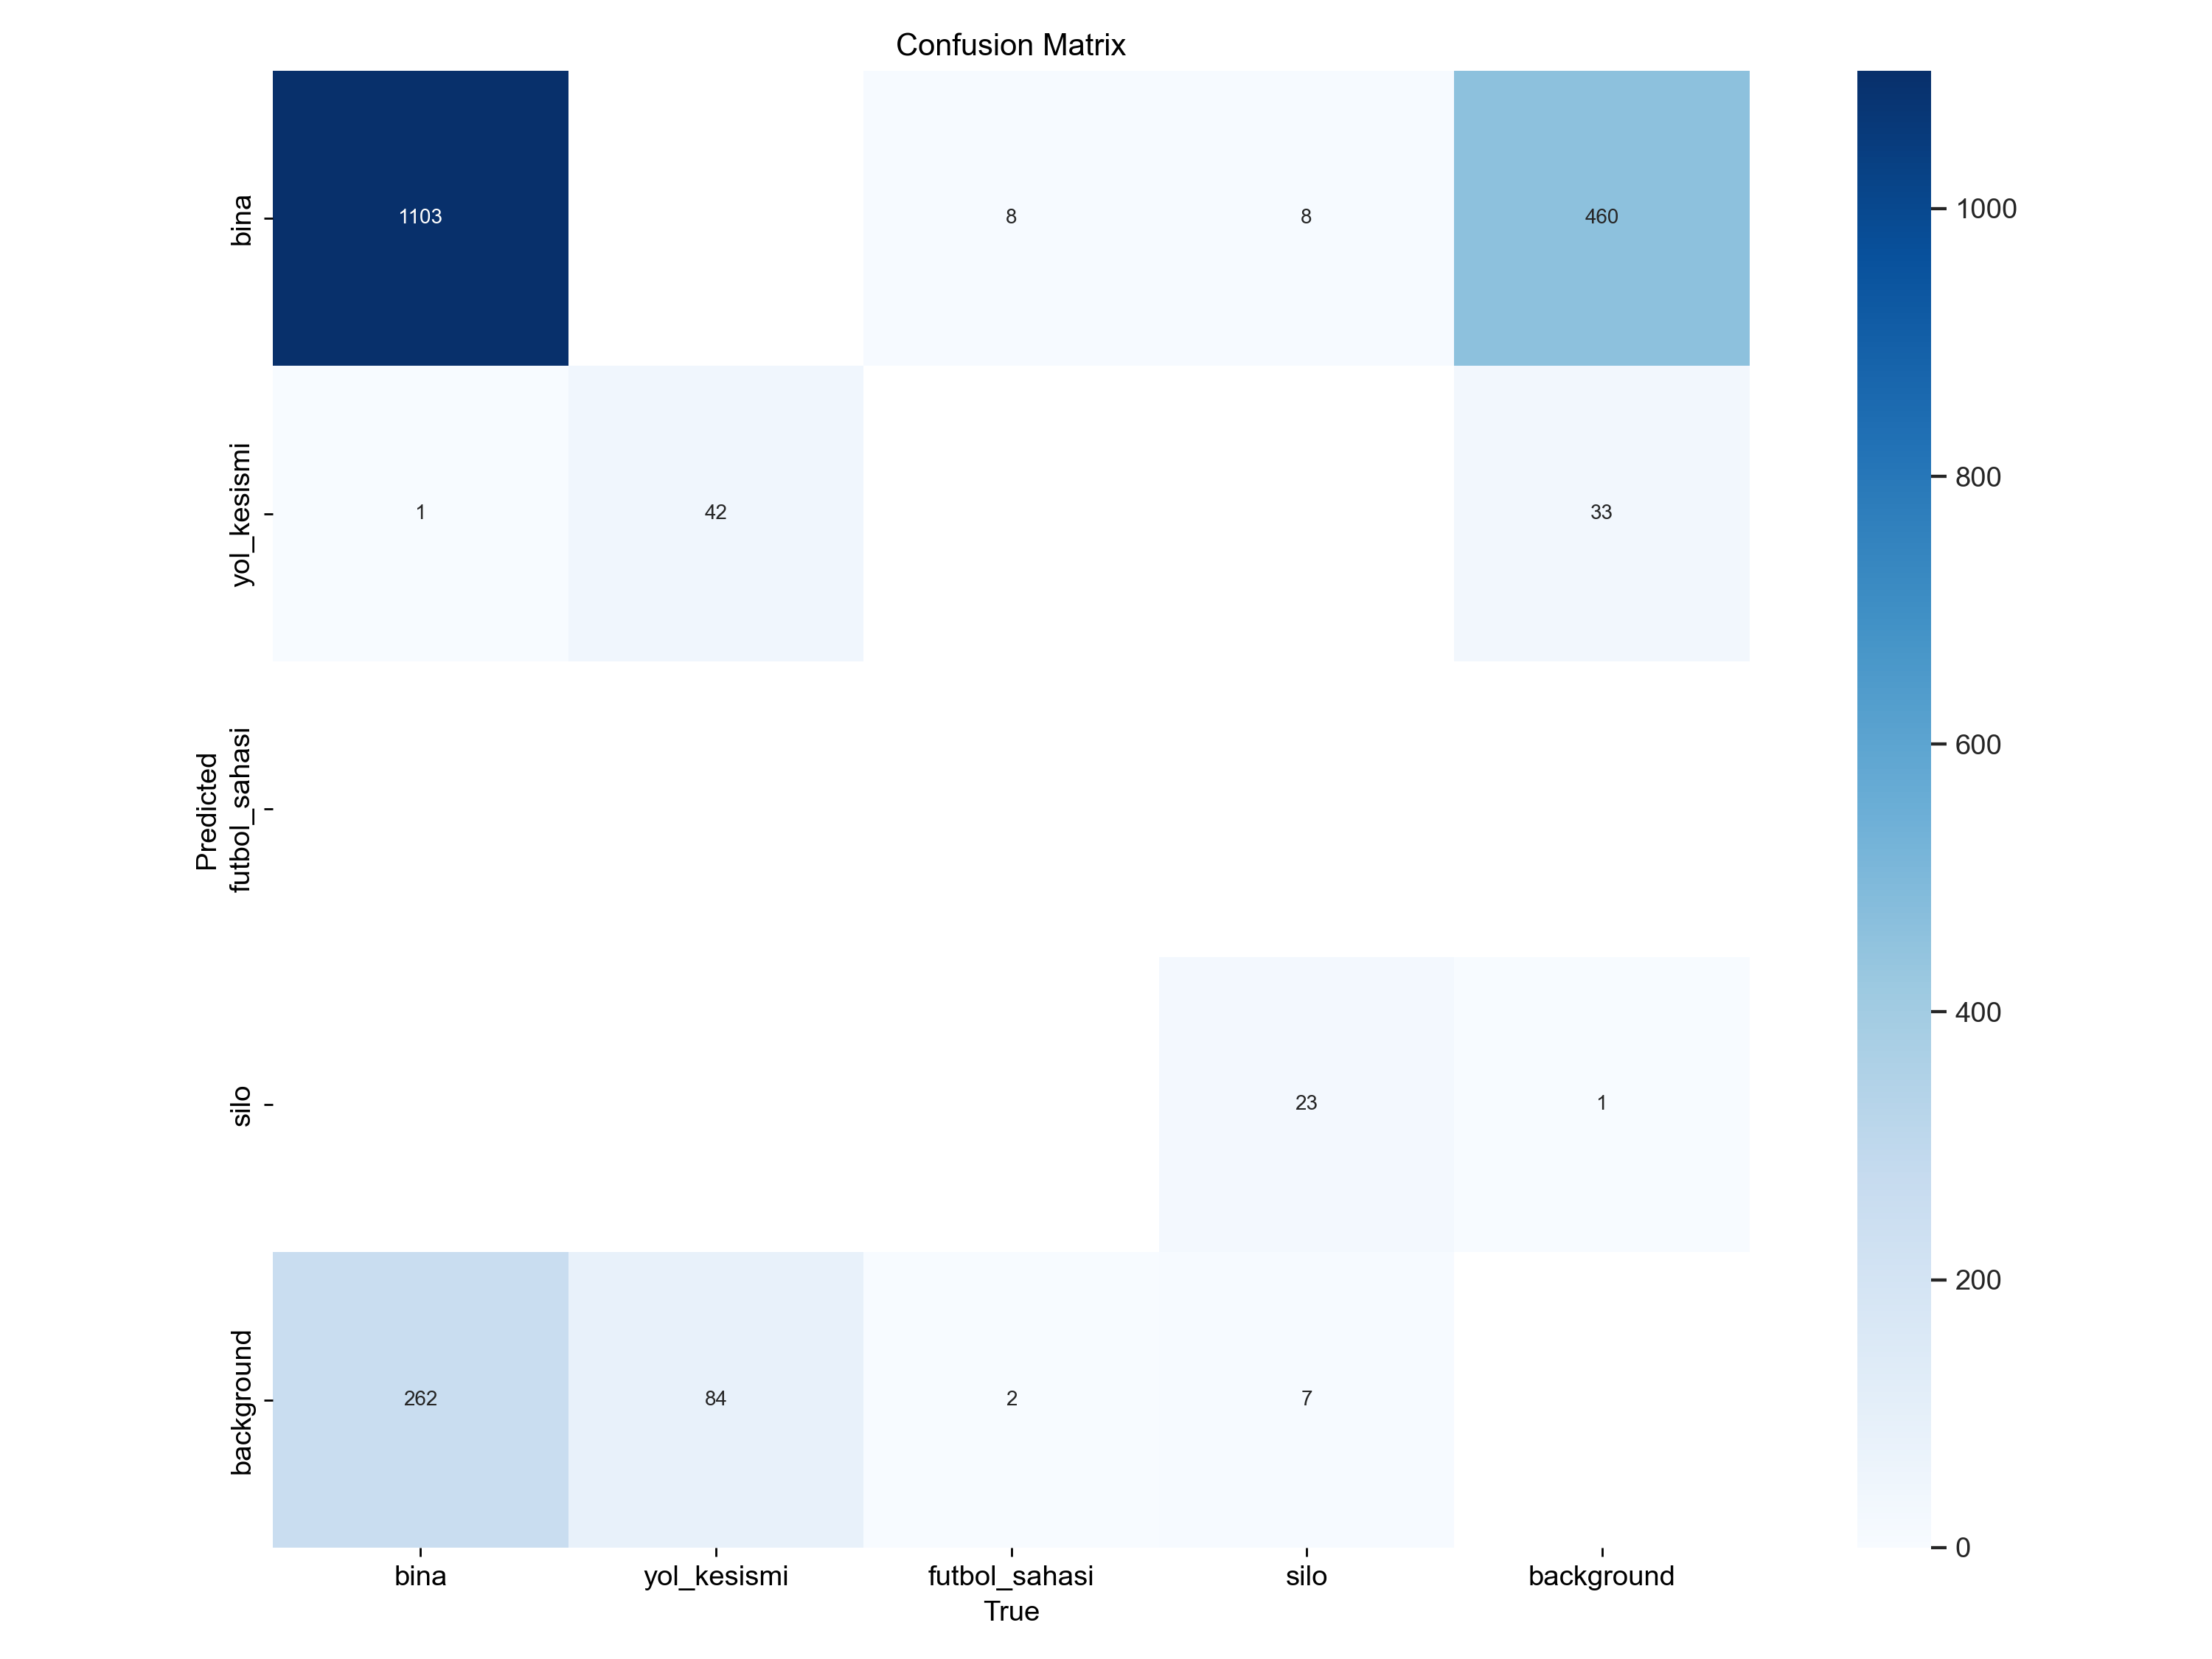 Confusion Matrix
bina
1103
8
8
460
1000
yol_kesismi
1
42
33
800
Predicted
futbol_sahasi
600
silo
23
1
400
background
262
84
2
7
200
0
bina
yol_kesismi
futbol_sahasi
silo
background
True